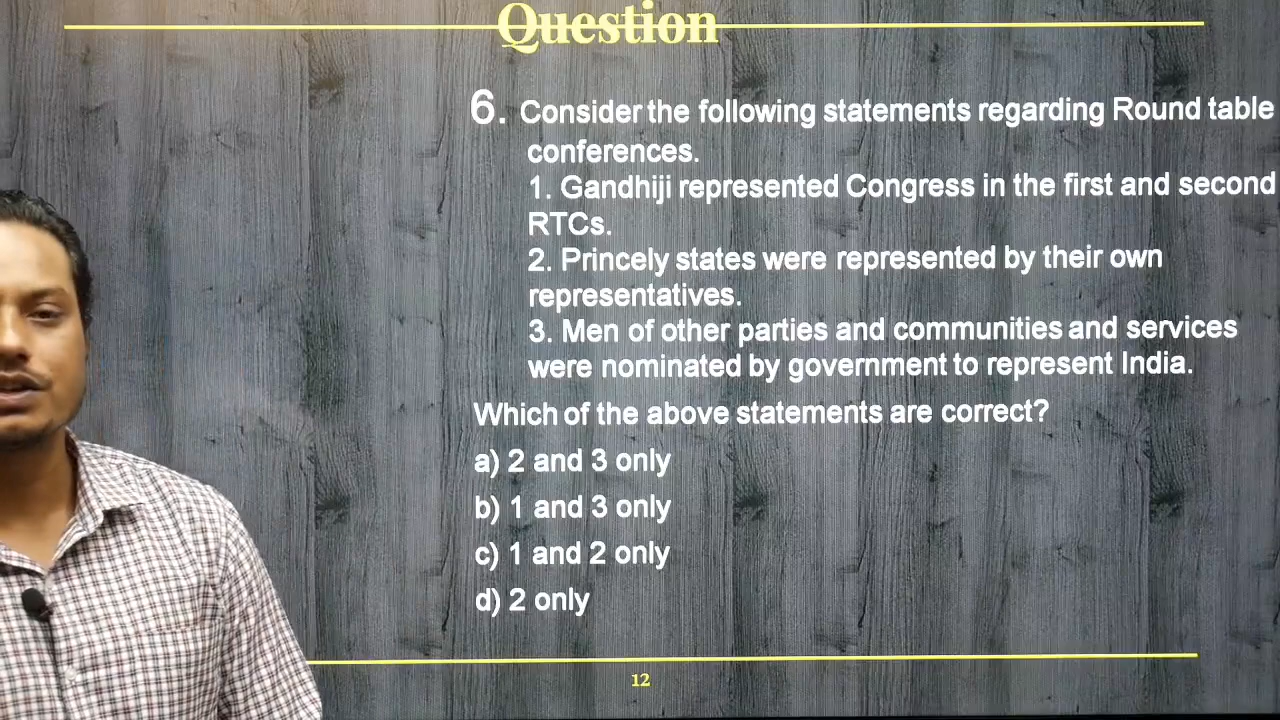 Question
6. Consider the following statements regarding Round table
conferences.
1. Gandhiji represented Congress in the first and second
RTCs.
2. Princely states were represented by their own
representatives.
3. Men of other parties and communities and services
were nominated by government to represent India.
Which of the above statements are correct?
a) 2 and 3 only
b) 1 and 3 only
c) 1 and 2 only
d) 2 only
12